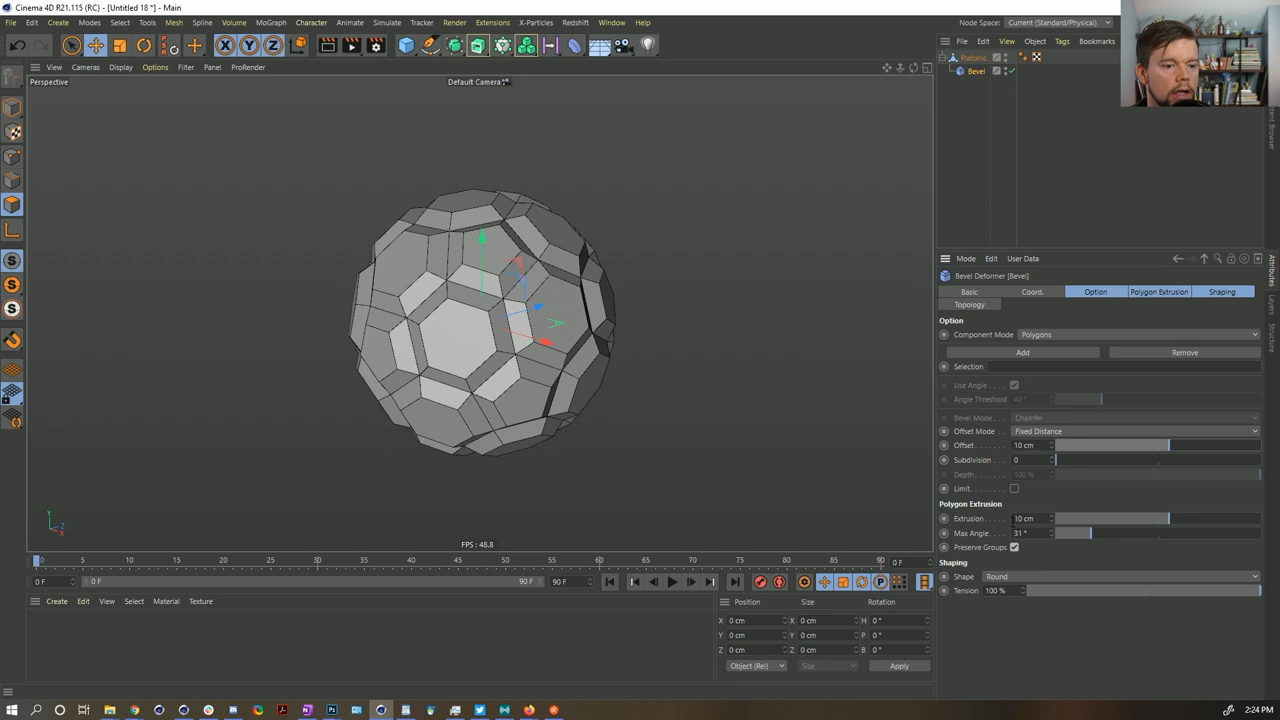 Cinema 4D R21.115 (RC) - [Untitled 18 *] - Main
File Edit Create Modes Select Tools Mesh Spline Volume MoGraph Character Animate Simulate Tracker Render Extensions X-Particles Redshift Window Help
Node Space: Current (Standard/Physical)
X Y Z
File Edit View Object Tags Bookmarks
View Cameras Display Options Filter Panel ProRender
Platonic
Bevel
Perspective
Default Camera
Mode Edit User Data
Bevel Deformer [Bevel]
Basic Coord. Option Polygon Extrusion Shaping
Topology
Option
Component Mode Polygons
Add Remove
Selection
Use Angle
Angle Threshold 40 °
Bevel Mode Chamfer
Offset Mode Fixed Distance
Offset 10 cm
Subdivision 0
Depth 100 %
Limit
Polygon Extrusion
Extrusion 10 cm
Max Angle 31 °
Preserve Groups
Shaping
Shape Round
Tension 100 %
Attributes
Layers
Structure
S
S
S
Y
Z
X
FPS : 48.8
0 5 10 15 20 25 30 35 40 45 50 55 60 65 70 75 80 85 90 0 F
0 F 0 F 90 F 90 F
P
Create Edit View Select Material Texture
Position Size Rotation
X 0 cm X 0 cm H 0 °
Y 0 cm Y 0 cm P 0 °
Z 0 cm Z 0 cm B 0 °
Object (Rel) Size Apply
2:24 PM